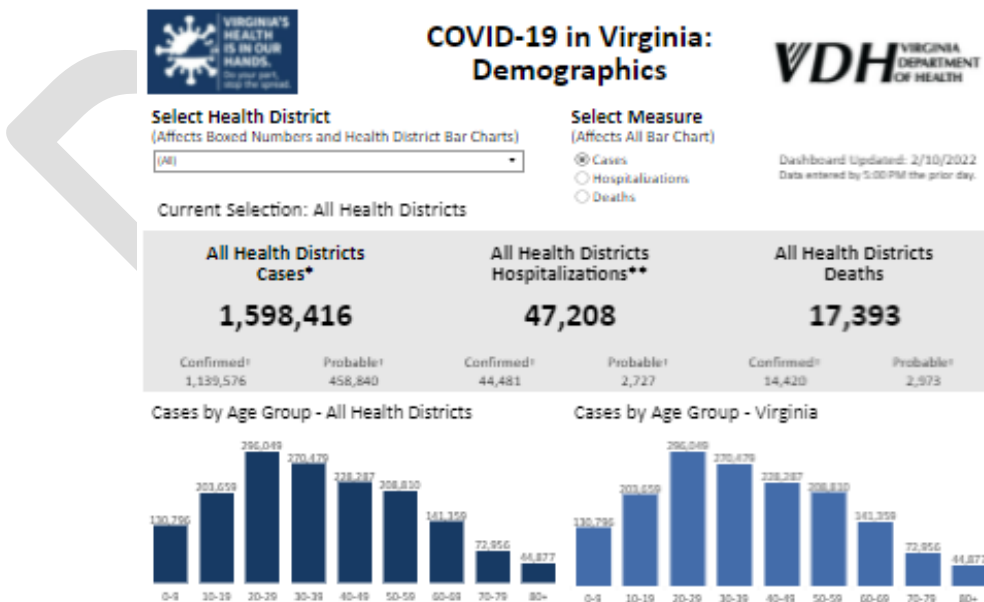 VIRGINIA'S
HEALTH
IS IN OUR
HANDS.
Do your part,
stop the spread.
COVID-19 in Virginia:
Demographics
VDH VIRGINIA
DEPARTMENT
OF HEALTH
Select Health District
(Affects Boxed Numbers and Health District Bar Charts)
(All)
Select Measure
(Affects All Bar Chart)
Cases
Hospitalizations
Deaths
Dashboard Updated: 2/10/2022
Data entered by 5:00 PM the prior day.
Current Selection: All Health Districts
All Health Districts
Cases*
1,598,416
Confirmed† Probable†
1,139,576 458,840
All Health Districts
Hospitalizations**
47,208
Confirmed† Probable†
44,481 2,727
All Health Districts
Deaths
17,393
Confirmed† Probable†
14,420 2,973
Cases by Age Group - All Health Districts
130,796 203,659 296,049 270,479 228,287 208,810 141,359 72,956 44,877
0-9 10-19 20-29 30-39 40-49 50-59 60-69 70-79 80+
Cases by Age Group - Virginia
130,796 203,659 296,049 270,479 228,287 208,810 141,359 72,956 44,877
0-9 10-19 20-29 30-39 40-49 50-59 60-69 70-79 80+